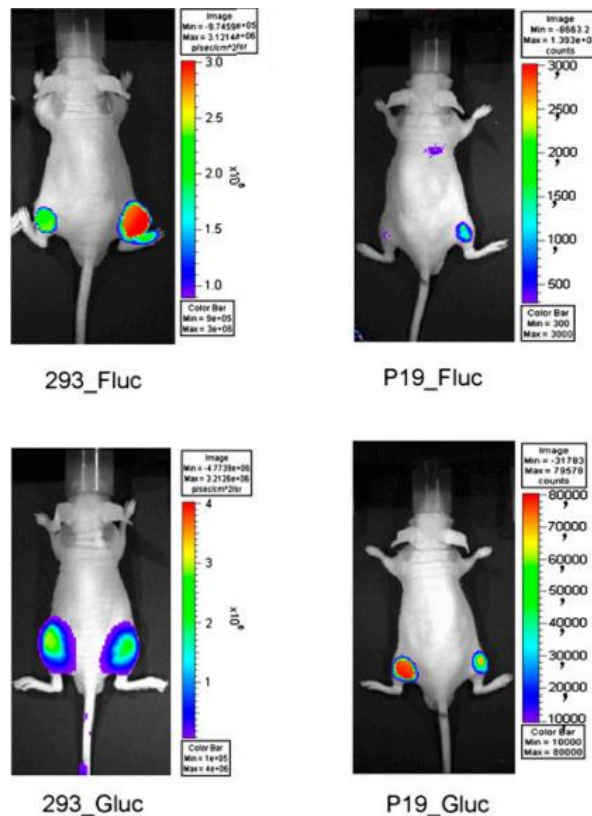 Image
Min = -9.7459e+05
Max = 3.1214e+06
p/sec/cm^2/sr
3.0
2.5
2.0
1.5
1.0
Color Bar
Min = 9e+05
Max = 3e+06
293_Fluc
Image
Min = -8663.2
counts
3000
2500
2000
1500
1000
500
Color Bar
Min = 300
Max = 3000
P19_Fluc
Image
Min = -4.7739e+06
Max = 3.2126e+06
p/sec/cm^2/sr
4
3
2
1
Color Bar
Min = 1e+05
Max = 4e+06
293_Gluc
Image
Min = -31783
Max = 79578
counts
80000
70000
60000
50000
40000
30000
20000
10000
Color Bar
Min = 10000
Max = 80000
P19_Gluc